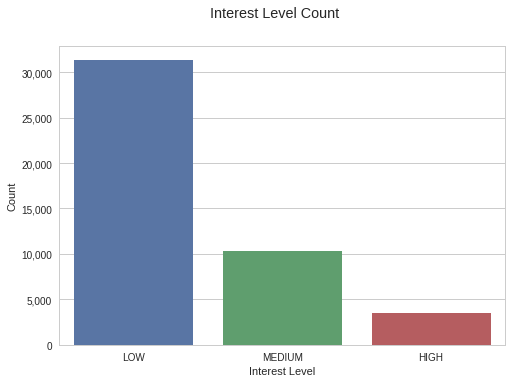 Interest Level Count
30,000
25,000
20,000
15,000
10,000
5,000
0
Count
LOW MEDIUM HIGH
Interest Level